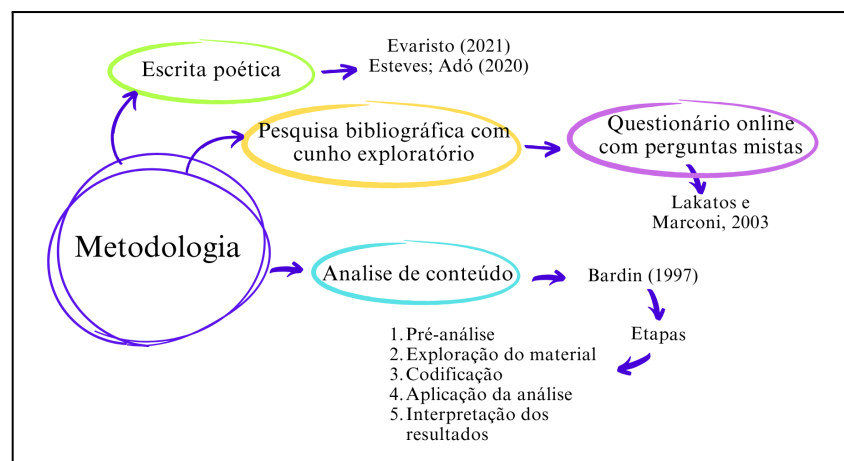 Escrita poética
Evaristo (2021)
Esteves; Adó (2020)
Pesquisa bibliográfica com
cunho exploratório
Questionário online
com perguntas mistas
Lakatos e
Marconi, 2003
Metodologia
Analise de conteúdo
Bardin (1997)
Etapas
1. Pré-análise
2. Exploração do material
3. Codificação
4. Aplicação da análise
5. Interpretação dos
resultados